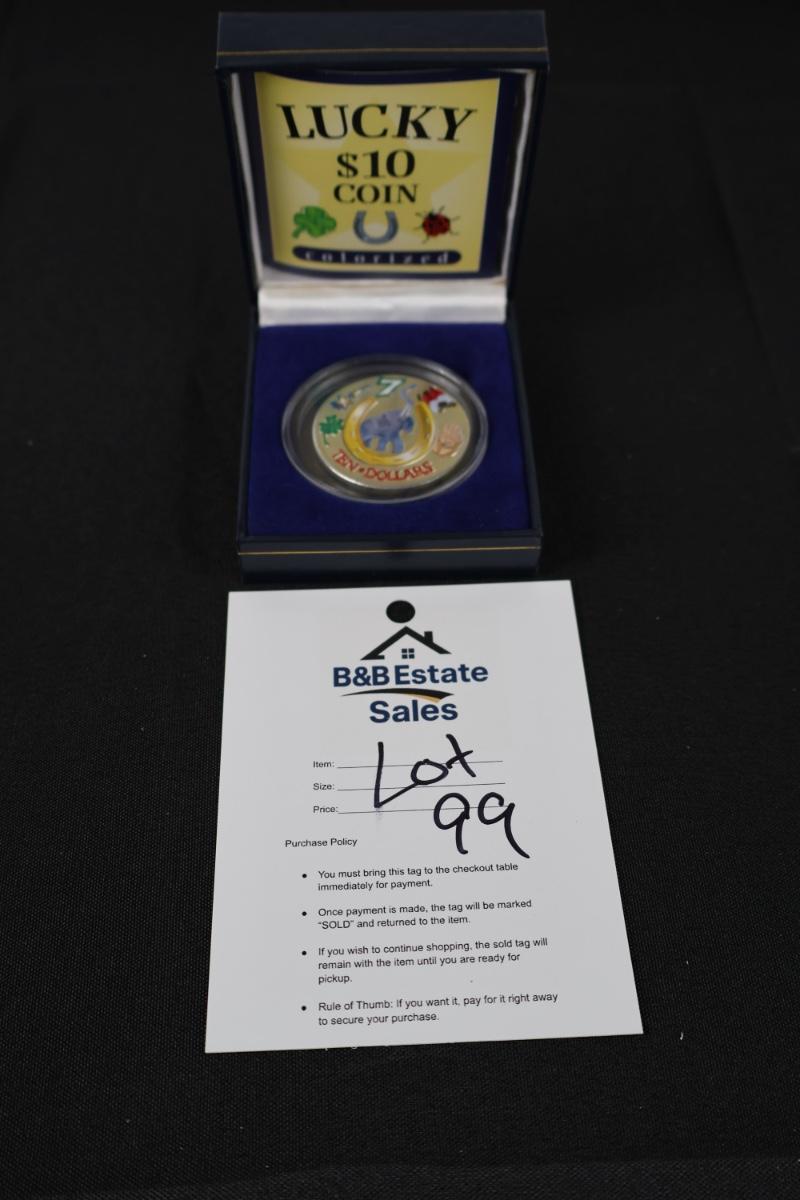 LUCKY
$10
COIN
colorized
7
TEN • DOLLARS
B&B Estate
Sales
Item:
Size:
Price:
Lot
99
Purchase Policy
• You must bring this tag to the checkout table
immediately for payment.
• Once payment is made, the tag will be marked
“SOLD” and returned to the item.
• If you wish to continue shopping, the sold tag will
remain with the item until you are ready for
pickup.
• Rule of Thumb: If you want it, pay for it right away
to secure your purchase.